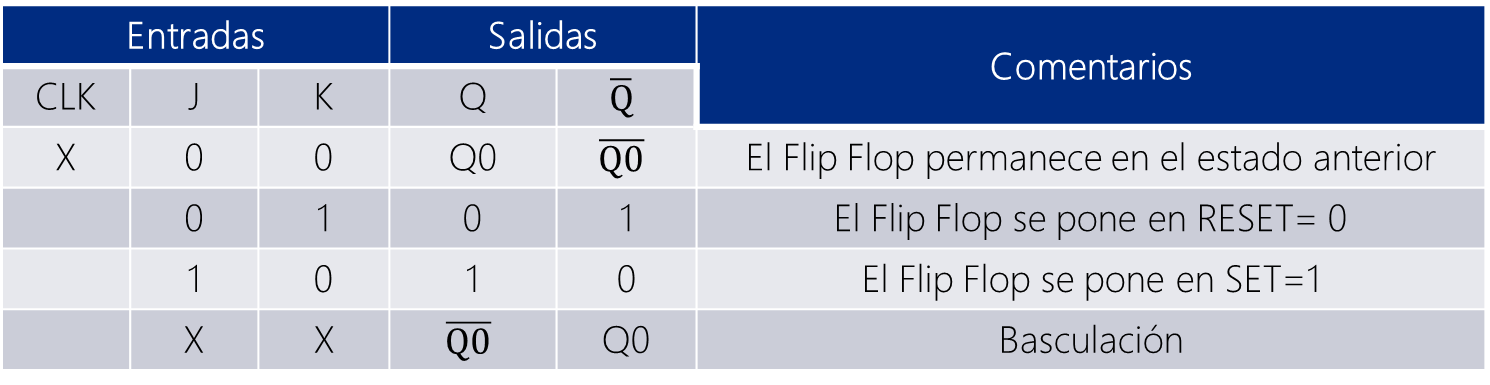 Entradas Salidas Comentarios
CLK J K Q Q̅
X 0 0 Q0 Q̅0̅ El Flip Flop permanece en el estado anterior
0 1 0 1 El Flip Flop se pone en RESET= 0
1 0 1 0 El Flip Flop se pone en SET=1
X X Q̅0̅ Q0 Basculación